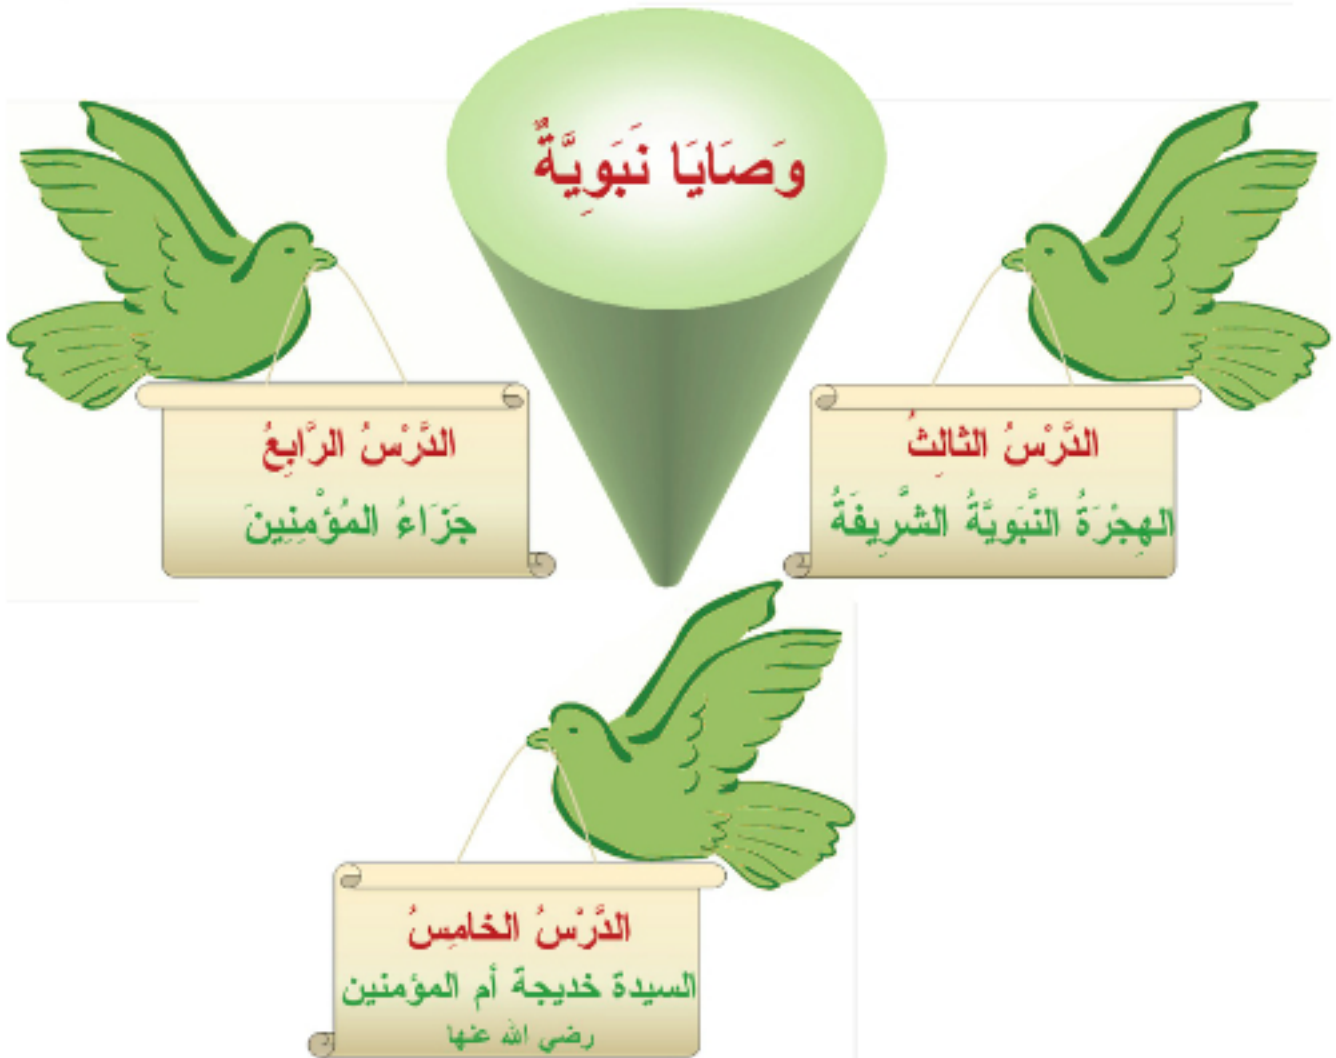 وَصَايَا نَبَوِيَّةٌ
الدَّرْسُ الثالِثُ
الهِجْرَةُ النَّبَوِيَّةُ الشَّرِيفَةُ
الدَّرْسُ الرَّابِعُ
جَزَاءُ المُؤْمِنِينَ
الدَّرْسُ الخامِسُ
السيدة خديجة أم المؤمنين
رضي الله عنها